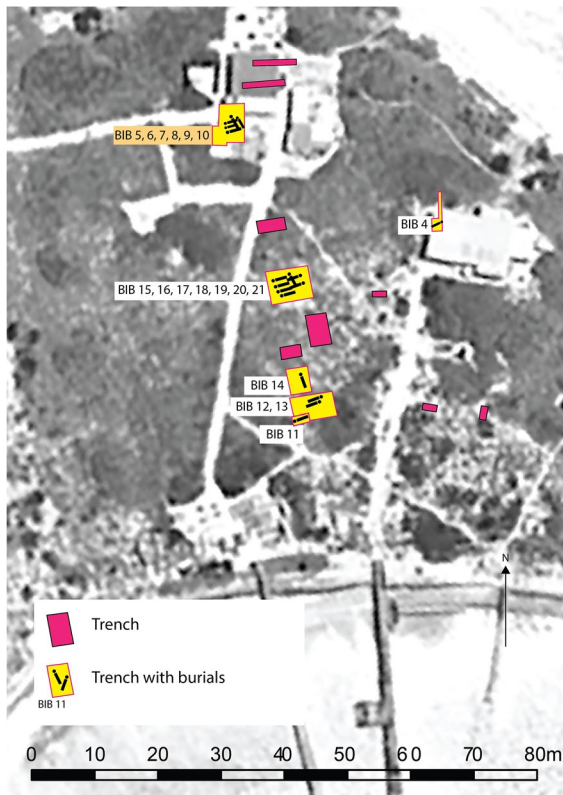 BIB 5, 6, 7, 8, 9, 10
BIB 4
BIB 15, 16, 17, 18, 19, 20, 21
BIB 14
BIB 12, 13
BIB 11
N
Trench
Trench with burials
BIB 11
0 10 20 30 40 50 60 70 80m